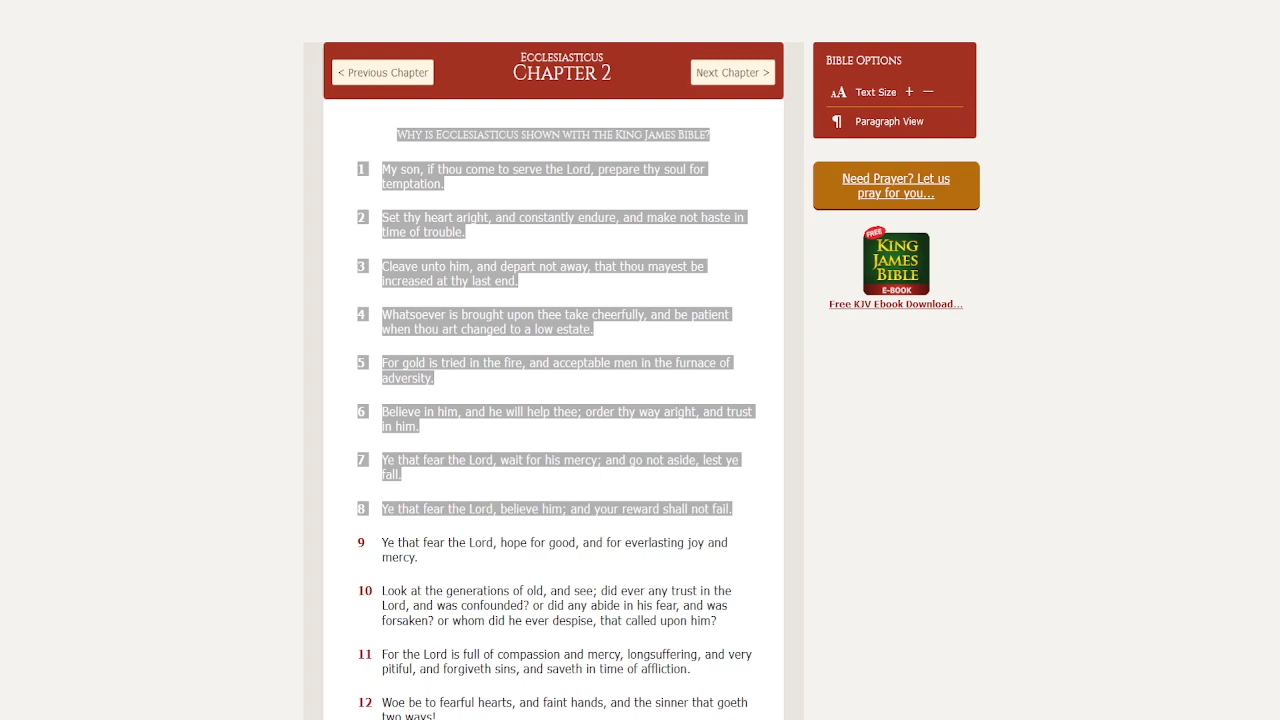 Ecclesiasticus
< Previous Chapter
Chapter 2
Next Chapter >
Why is Ecclesiasticus shown with the King James Bible?
1 My son, if thou come to serve the Lord, prepare thy soul for
temptation.
2 Set thy heart aright, and constantly endure, and make not haste in
time of trouble.
3 Cleave unto him, and depart not away, that thou mayest be
increased at thy last end.
4 Whatsoever is brought upon thee take cheerfully, and be patient
when thou art changed to a low estate.
5 For gold is tried in the fire, and acceptable men in the furnace of
adversity.
6 Believe in him, and he will help thee; order thy way aright, and trust
in him.
7 Ye that fear the Lord, wait for his mercy; and go not aside, lest ye
fall.
8 Ye that fear the Lord, believe him; and your reward shall not fail.
9 Ye that fear the Lord, hope for good, and for everlasting joy and
mercy.
10 Look at the generations of old, and see; did ever any trust in the
Lord, and was confounded? or did any abide in his fear, and was
forsaken? or whom did he ever despise, that called upon him?
11 For the Lord is full of compassion and mercy, longsuffering, and very
pitiful, and forgiveth sins, and saveth in time of affliction.
12 Woe be to fearful hearts, and faint hands, and the sinner that goeth
two ways!
Bible Options
AA Text Size + —
¶ Paragraph View
Need Prayer? Let us
pray for you...
FREE
KING
JAMES
BIBLE
E-BOOK
Free KJV Ebook Download...